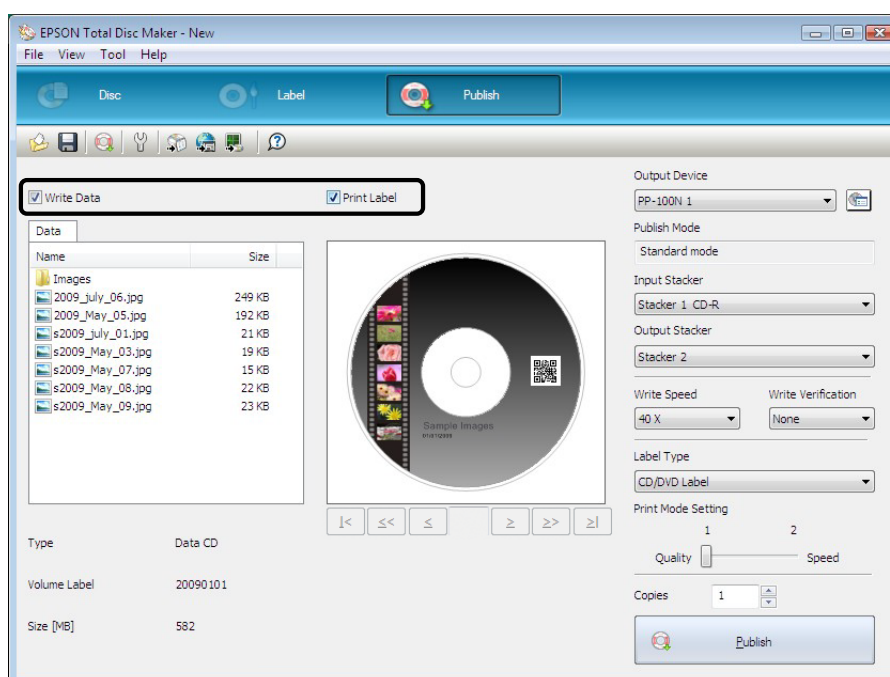 EPSON Total Disc Maker - New
File View Tool Help
Disc Label Publish
Write Data Print Label
Data
Name Size
Images
2009_july_06.jpg 249 KB
2009_May_05.jpg 192 KB
s2009_july_01.jpg 21 KB
s2009_May_03.jpg 19 KB
s2009_May_07.jpg 15 KB
s2009_May_08.jpg 22 KB
s2009_May_09.jpg 23 KB
Sample Images
01/01/2009
|< << < > >> >|
Type Data CD
Volume Label 20090101
Size [MB] 582
Output Device
PP-100N 1
Publish Mode
Standard mode
Input Stacker
Stacker 1 CD-R
Output Stacker
Stacker 2
Write Speed Write Verification
40 X None
Label Type
CD/DVD Label
Print Mode Setting
1 2
Quality Speed
Copies 1
Publish